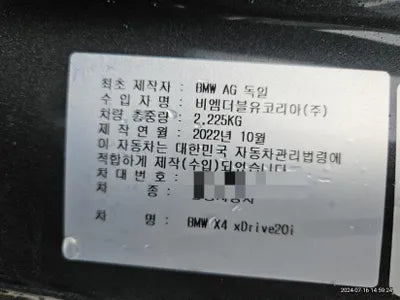 최초 제작자 : BMW AG 독일
수 입 자 명 : 비엠더블유코리아(주)
차량 총중량 : 2,225KG
제 작 연 월 : 2022년 10월
이 자동차는 대한민국 자동차관리법령에
적합하게 제작(수입)되었습니다
차 대 번 호 :
차 종 :
차 명 : BMW X4 xDrive20i
2024-07-16 14:59:24